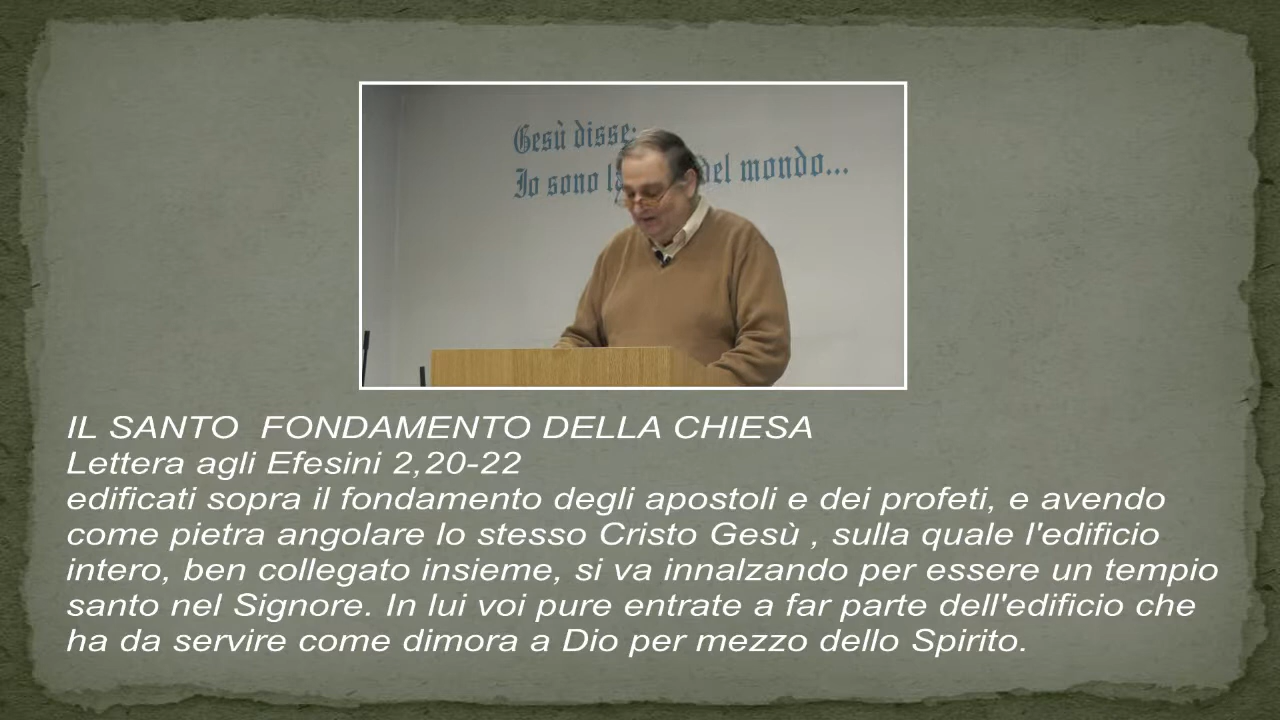 Gesù disse:
Io sono la del mondo...
IL SANTO FONDAMENTO DELLA CHIESA
Lettera agli Efesini 2,20-22
edificati sopra il fondamento degli apostoli e dei profeti, e avendo
come pietra angolare lo stesso Cristo Gesù , sulla quale l'edificio
intero, ben collegato insieme, si va innalzando per essere un tempio
santo nel Signore. In lui voi pure entrate a far parte dell'edificio che
ha da servire come dimora a Dio per mezzo dello Spirito.